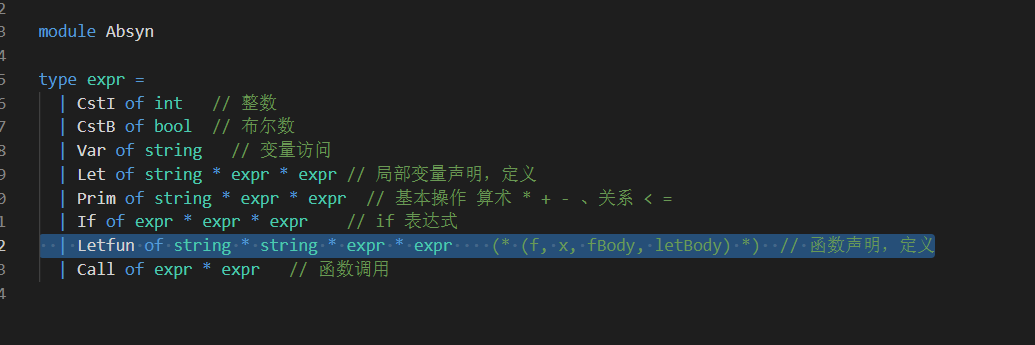 2
3 module Absyn
4
5 type expr =
6 | CstI of int // 整数
7 | CstB of bool // 布尔数
8 | Var of string // 变量访问
9 | Let of string * expr * expr // 局部变量声明，定义
0 | Prim of string * expr * expr // 基本操作 算术 * + - 、关系 < =
1 | If of expr * expr * expr // if 表达式
2 | Letfun of string * string * expr * expr (* (f, x, fBody, letBody) *) // 函数声明，定义
3 | Call of expr * expr // 函数调用
4